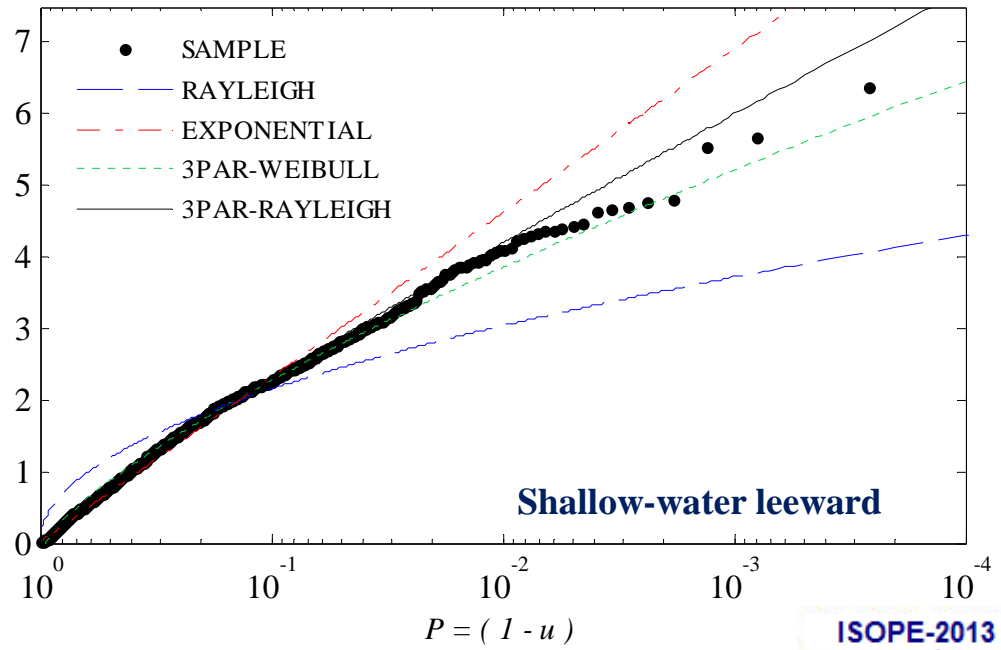 7
6
5
4
3
2
1
0
SAMPLE
RAYLEIGH
EXPONENTIAL
3PAR-WEIBULL
3PAR-RAYLEIGH
Shallow-water leeward
10^0 10^-1 10^-2 10^-3 10^-4
P = ( 1 - u )
ISOPE-2013